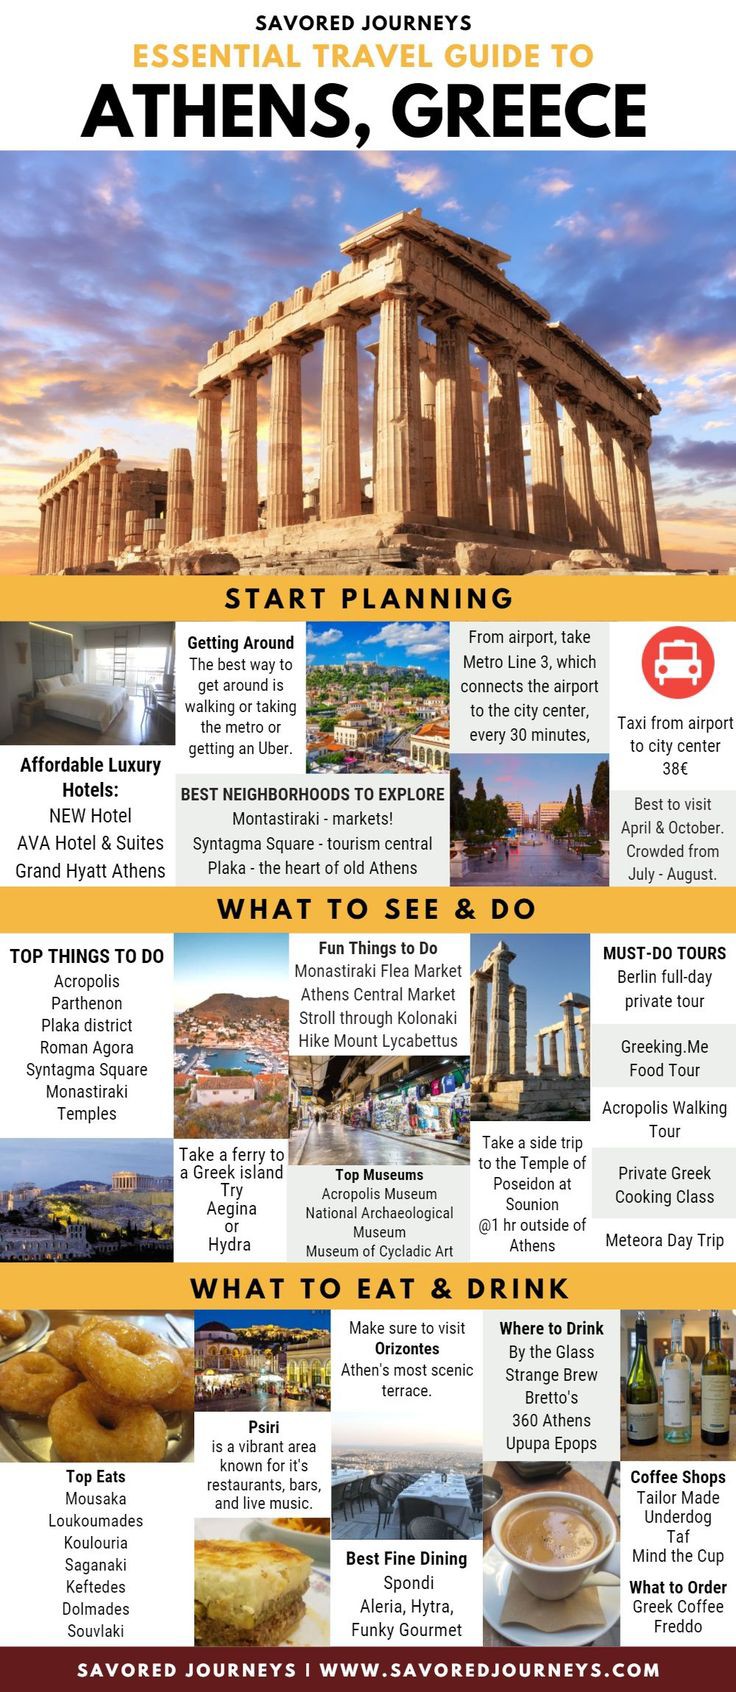 SAVORED JOURNEYS
ESSENTIAL TRAVEL GUIDE TO
ATHENS, GREECE
START PLANNING
Affordable Luxury
Hotels:
NEW Hotel
AVA Hotel & Suites
Grand Hyatt Athens
Getting Around
The best way to
get around is
walking or taking
the metro or
getting an Uber.
BEST NEIGHBORHOODS TO EXPLORE
Montastiraki - markets!
Syntagma Square - tourism central
Plaka - the heart of old Athens
From airport, take
Metro Line 3, which
connects the airport
to the city center,
every 30 minutes,
Taxi from airport
to city center
38€
Best to visit
April & October.
Crowded from
July - August.
WHAT TO SEE & DO
TOP THINGS TO DO
Acropolis
Parthenon
Plaka district
Roman Agora
Syntagma Square
Monastiraki
Temples
Take a ferry to
a Greek island
Try
Aegina
or
Hydra
Fun Things to Do
Monastiraki Flea Market
Athens Central Market
Stroll through Kolonaki
Hike Mount Lycabettus
Top Museums
Acropolis Museum
National Archaeological
Museum
Museum of Cycladic Art
Take a side trip
to the Temple of
Poseidon at
Sounion
@1 hr outside of
Athens
MUST-DO TOURS
Berlin full-day
private tour
Greeking.Me
Food Tour
Acropolis Walking
Tour
Private Greek
Cooking Class
Meteora Day Trip
WHAT TO EAT & DRINK
Top Eats
Mousaka
Loukoumades
Koulouria
Saganaki
Keftedes
Dolmades
Souvlaki
Psiri
is a vibrant area
known for it's
restaurants, bars,
and live music.
Make sure to visit
Orizontes
Athen's most scenic
terrace.
Best Fine Dining
Spondi
Aleria, Hytra,
Funky Gourmet
Where to Drink
By the Glass
Strange Brew
Bretto's
360 Athens
Upupa Epops
Coffee Shops
Tailor Made
Underdog
Taf
Mind the Cup
What to Order
Greek Coffee
Freddo
SAVORED JOURNEYS | WWW.SAVOREDJOURNEYS.COM